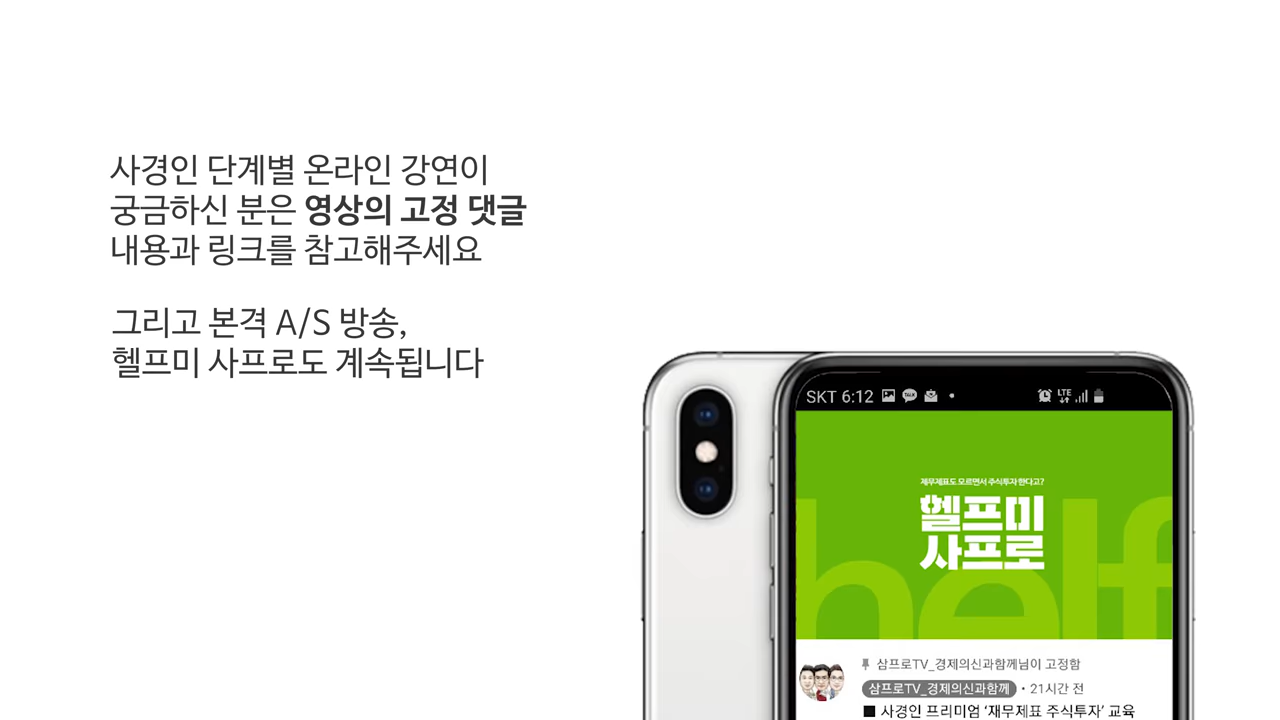 사경인 단계별 온라인 강연이
궁금하신 분은 영상의 고정 댓글
내용과 링크를 참고해주세요
그리고 본격 A/S 방송,
헬프미 사프로도 계속됩니다
SKT 6:12
TALK
LTE
재무제표도 모르면서 주식투자 한다고?
헬프미
사프로
helf
삼프로TV_경제의신과함께님이 고정함
삼프로TV_경제의신과함께 • 21시간 전
■ 사경인 프리미엄 ‘재무제표 주식투자’ 교육